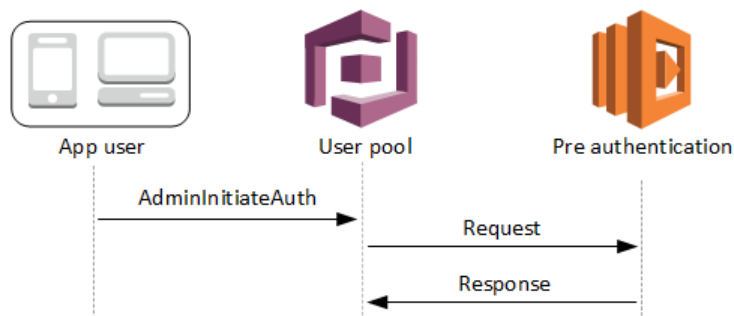 App user
User pool
Pre authentication
AdminInitiateAuth
Request
Response